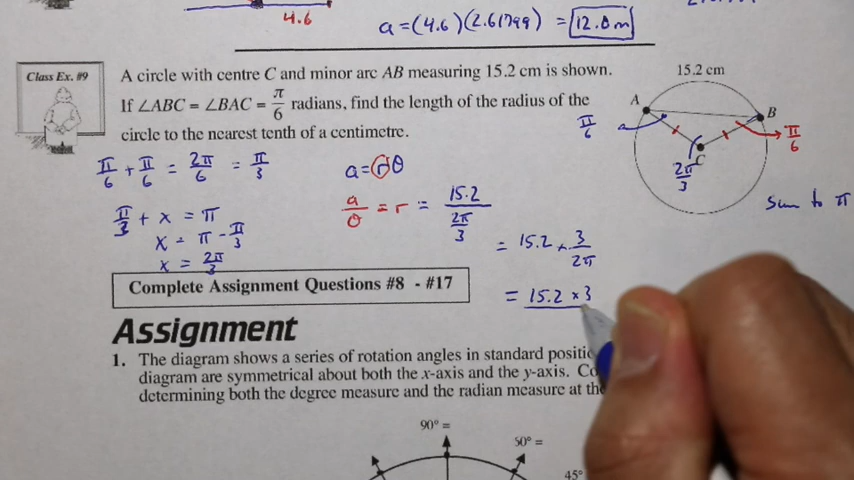 4.6
a=(4.6)(2.61799) = 12.0m
Class Ex. #9
A circle with centre C and minor arc AB measuring 15.2 cm is shown.
If ∠ABC = ∠BAC = π/6 radians, find the length of the radius of the
circle to the nearest tenth of a centimetre.
15.2 cm
A
B
C
π/6
π/6
2π/3
Sum to π
π/6 + π/6 = 2π/6 = π/3
π/3 + x = π
x = π - π/3
x = 2π/3
a=rθ
a/θ = r = 15.2/(2π/3)
= 15.2 × 3/2π
= 15.2 × 3
Complete Assignment Questions #8 - #17
Assignment
1. The diagram shows a series of rotation angles in standard
diagram are symmetrical about both the x-axis and the y-axis.
determining both the degree measure and the radian measure at
90° =
45°